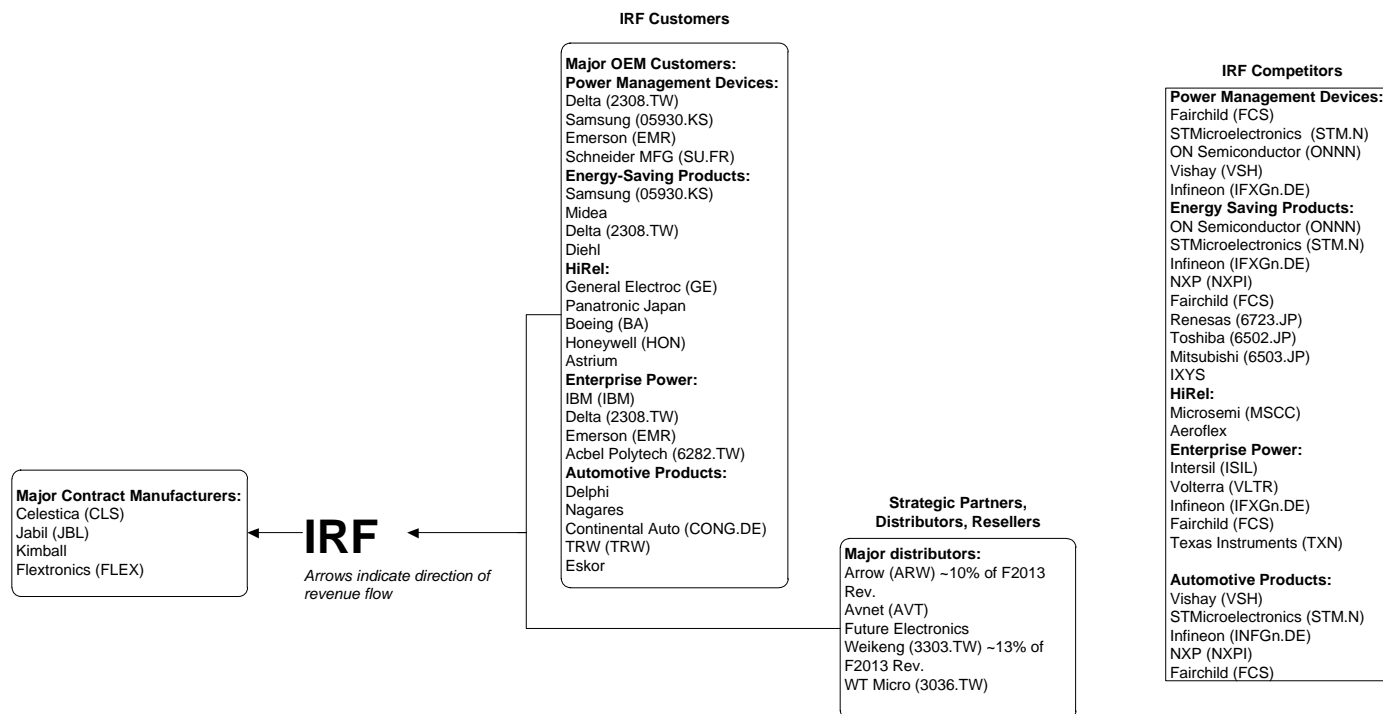 IRF Customers
Major OEM Customers:
Power Management Devices:
Delta (2308.TW)
Samsung (05930.KS)
Emerson (EMR)
Schneider MFG (SU.FR)
Energy-Saving Products:
Samsung (05930.KS)
Midea
Delta (2308.TW)
Diehl
HiRel:
General Electroc (GE)
Panatronic Japan
Boeing (BA)
Honeywell (HON)
Astrium
Enterprise Power:
IBM (IBM)
Delta (2308.TW)
Emerson (EMR)
Acbel Polytech (6282.TW)
Automotive Products:
Delphi
Nagares
Continental Auto (CONG.DE)
TRW (TRW)
Eskor
Major Contract Manufacturers:
Celestica (CLS)
Jabil (JBL)
Kimball
Flextronics (FLEX)
IRF
Arrows indicate direction of
revenue flow
Strategic Partners,
Distributors, Resellers
Major distributors:
Arrow (ARW) ~10% of F2013
Rev.
Avnet (AVT)
Future Electronics
Weikeng (3303.TW) ~13% of
F2013 Rev.
WT Micro (3036.TW)
IRF Competitors
Power Management Devices:
Fairchild (FCS)
STMicroelectronics (STM.N)
ON Semiconductor (ONNN)
Vishay (VSH)
Infineon (IFXGn.DE)
Energy Saving Products:
ON Semiconductor (ONNN)
STMicroelectronics (STM.N)
Infineon (IFXGn.DE)
NXP (NXPI)
Fairchild (FCS)
Renesas (6723.JP)
Toshiba (6502.JP)
Mitsubishi (6503.JP)
IXYS
HiRel:
Microsemi (MSCC)
Aeroflex
Enterprise Power:
Intersil (ISIL)
Volterra (VLTR)
Infineon (IFXGn.DE)
Fairchild (FCS)
Texas Instruments (TXN)
Automotive Products:
Vishay (VSH)
STMicroelectronics (STM.N)
Infineon (INFGn.DE)
NXP (NXPI)
Fairchild (FCS)